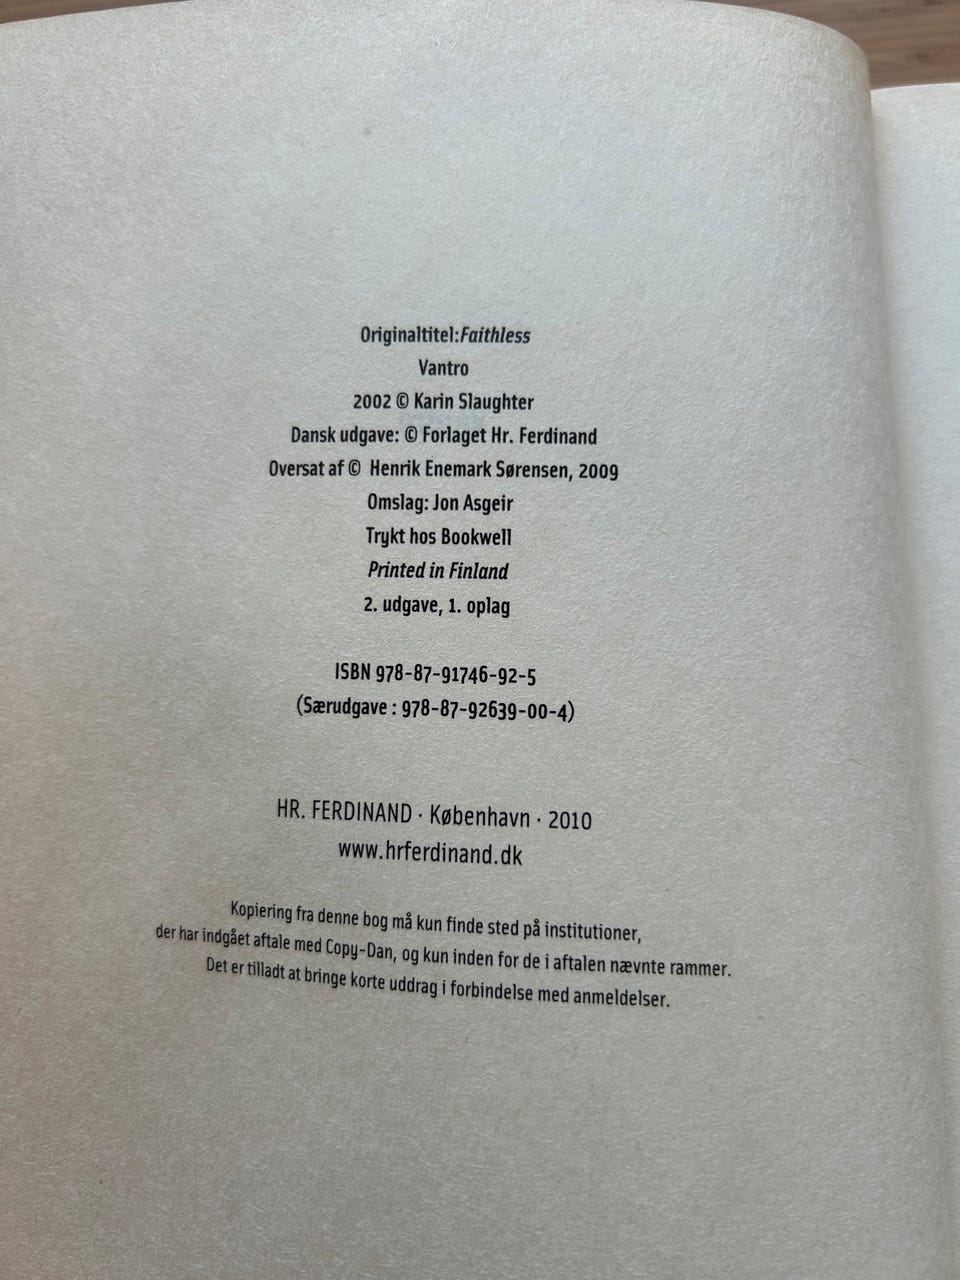 Originaltitel:Faithless
Vantro
2002 © Karin Slaughter
Dansk udgave: © Forlaget Hr. Ferdinand
Oversat af © Henrik Enemark Sørensen, 2009
Omslag: Jon Asgeir
Trykt hos Bookwell
Printed in Finland
2. udgave, 1. oplag
ISBN 978-87-91746-92-5
(Særudgave : 978-87-92639-00-4)
HR. FERDINAND · København · 2010
www.hrferdinand.dk
Kopiering fra denne bog må kun finde sted på institutioner,
der har indgået aftale med Copy-Dan, og kun inden for de i aftalen nævnte rammer.
Det er tilladt at bringe korte uddrag i forbindelse med anmeldelser.